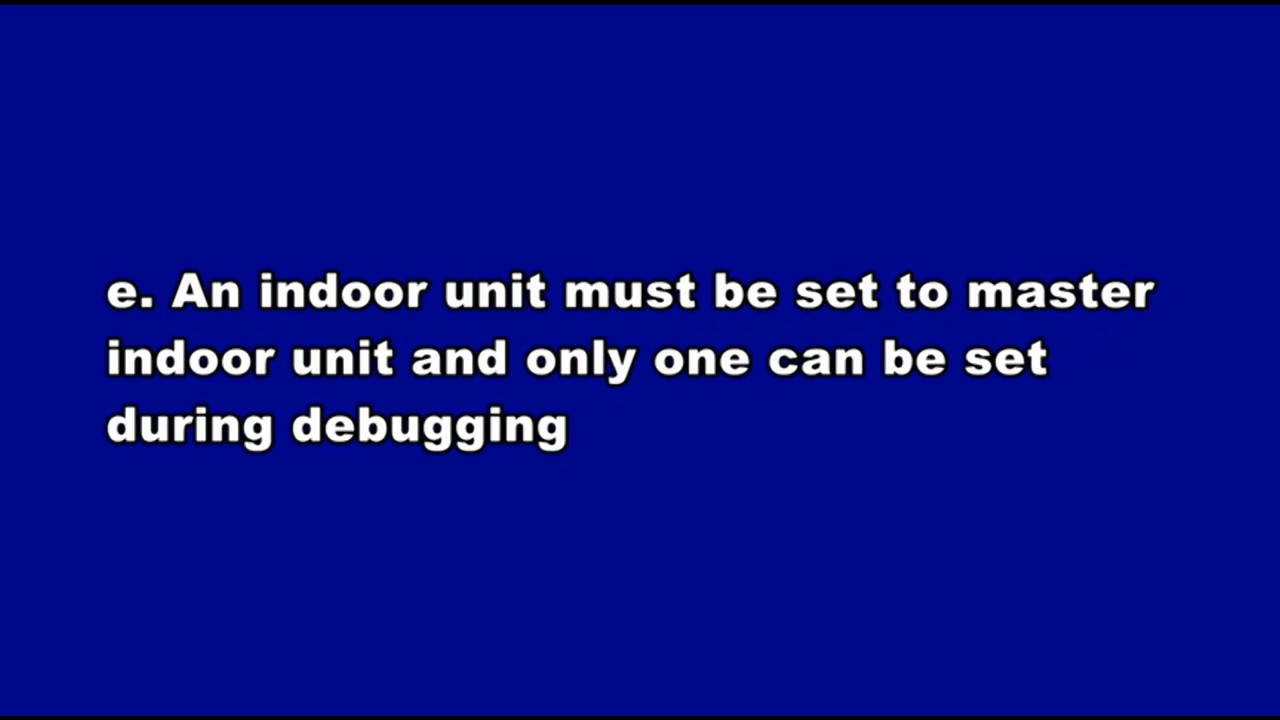 e. An indoor unit must be set to master
indoor unit and only one can be set
during debugging